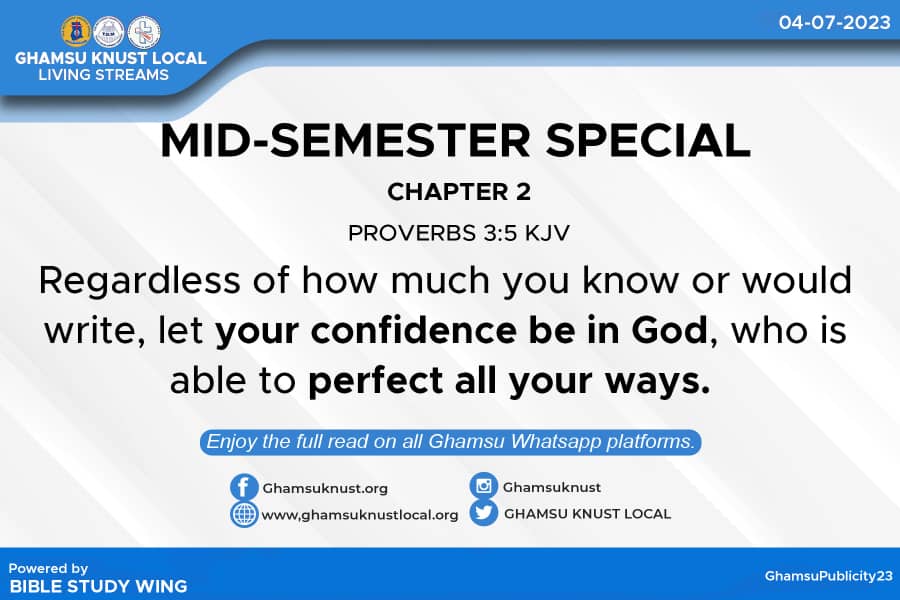 04-07-2023
GHAMSU KNUST LOCAL
LIVING STREAMS
MID-SEMESTER SPECIAL
CHAPTER 2
PROVERBS 3:5 KJV
Regardless of how much you know or would
write, let your confidence be in God, who is
able to perfect all your ways.
Enjoy the full read on all Ghamsu Whatsapp platforms.
Ghamsuknust.org
Ghamsuknust
www,ghamsuknustlocal.org
GHAMSU KNUST LOCAL
Powered by
BIBLE STUDY WING
GhamsuPublicity23